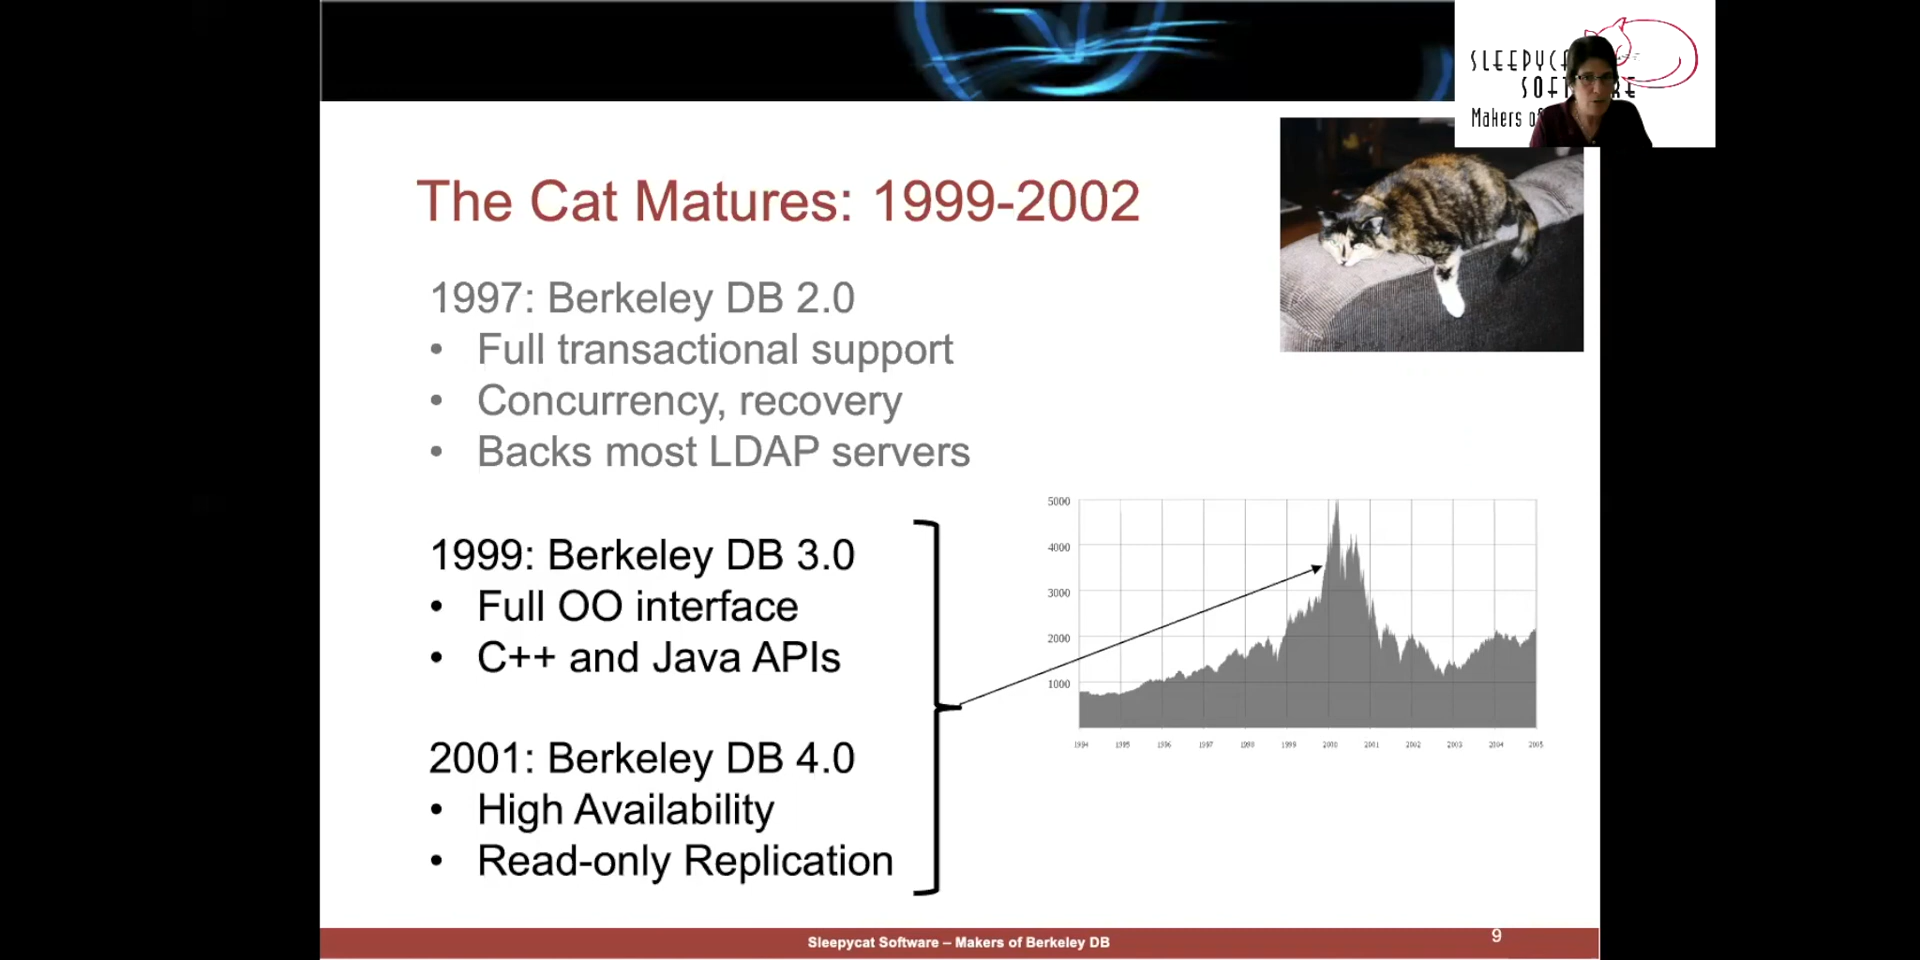 SLEEPYCA
SOFT RE
Makers of
The Cat Matures: 1999-2002
1997: Berkeley DB 2.0
• Full transactional support
• Concurrency, recovery
• Backs most LDAP servers
1999: Berkeley DB 3.0
• Full OO interface
• C++ and Java APIs
2001: Berkeley DB 4.0
• High Availability
• Read-only Replication
5000
4000
3000
2000
1000
1994 1995 1996 1997 1998 1999 2000 2001 2002 2003 2004 2005
Sleepycat Software – Makers of Berkeley DB
9